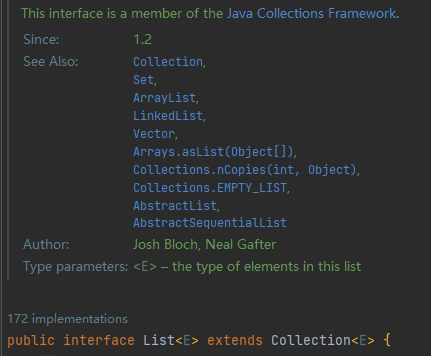 This interface is a member of the Java Collections Framework.
Since: 1.2
See Also: Collection,
Set,
ArrayList,
LinkedList,
Vector,
Arrays.asList(Object[]),
Collections.nCopies(int, Object),
Collections.EMPTY_LIST,
AbstractList,
AbstractSequentialList
Author: Josh Bloch, Neal Gafter
Type parameters: <E> – the type of elements in this list
172 implementations
public interface List<E> extends Collection<E> {